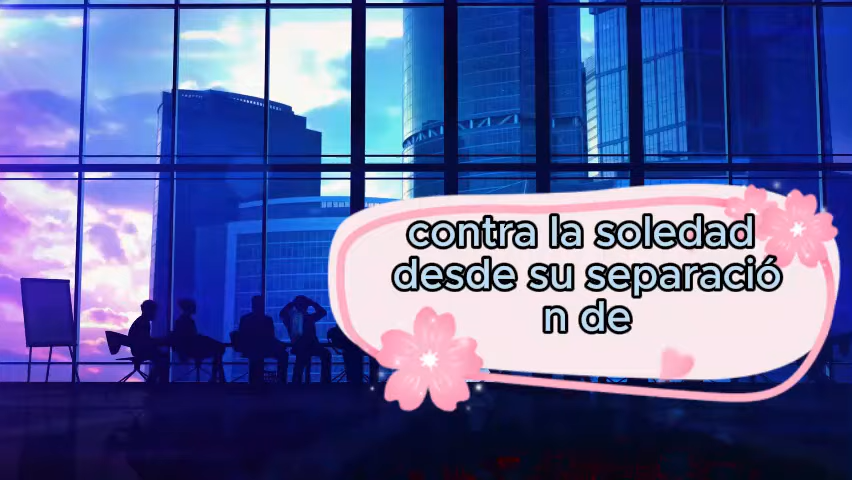 contra la soledad
desde su separació
n de